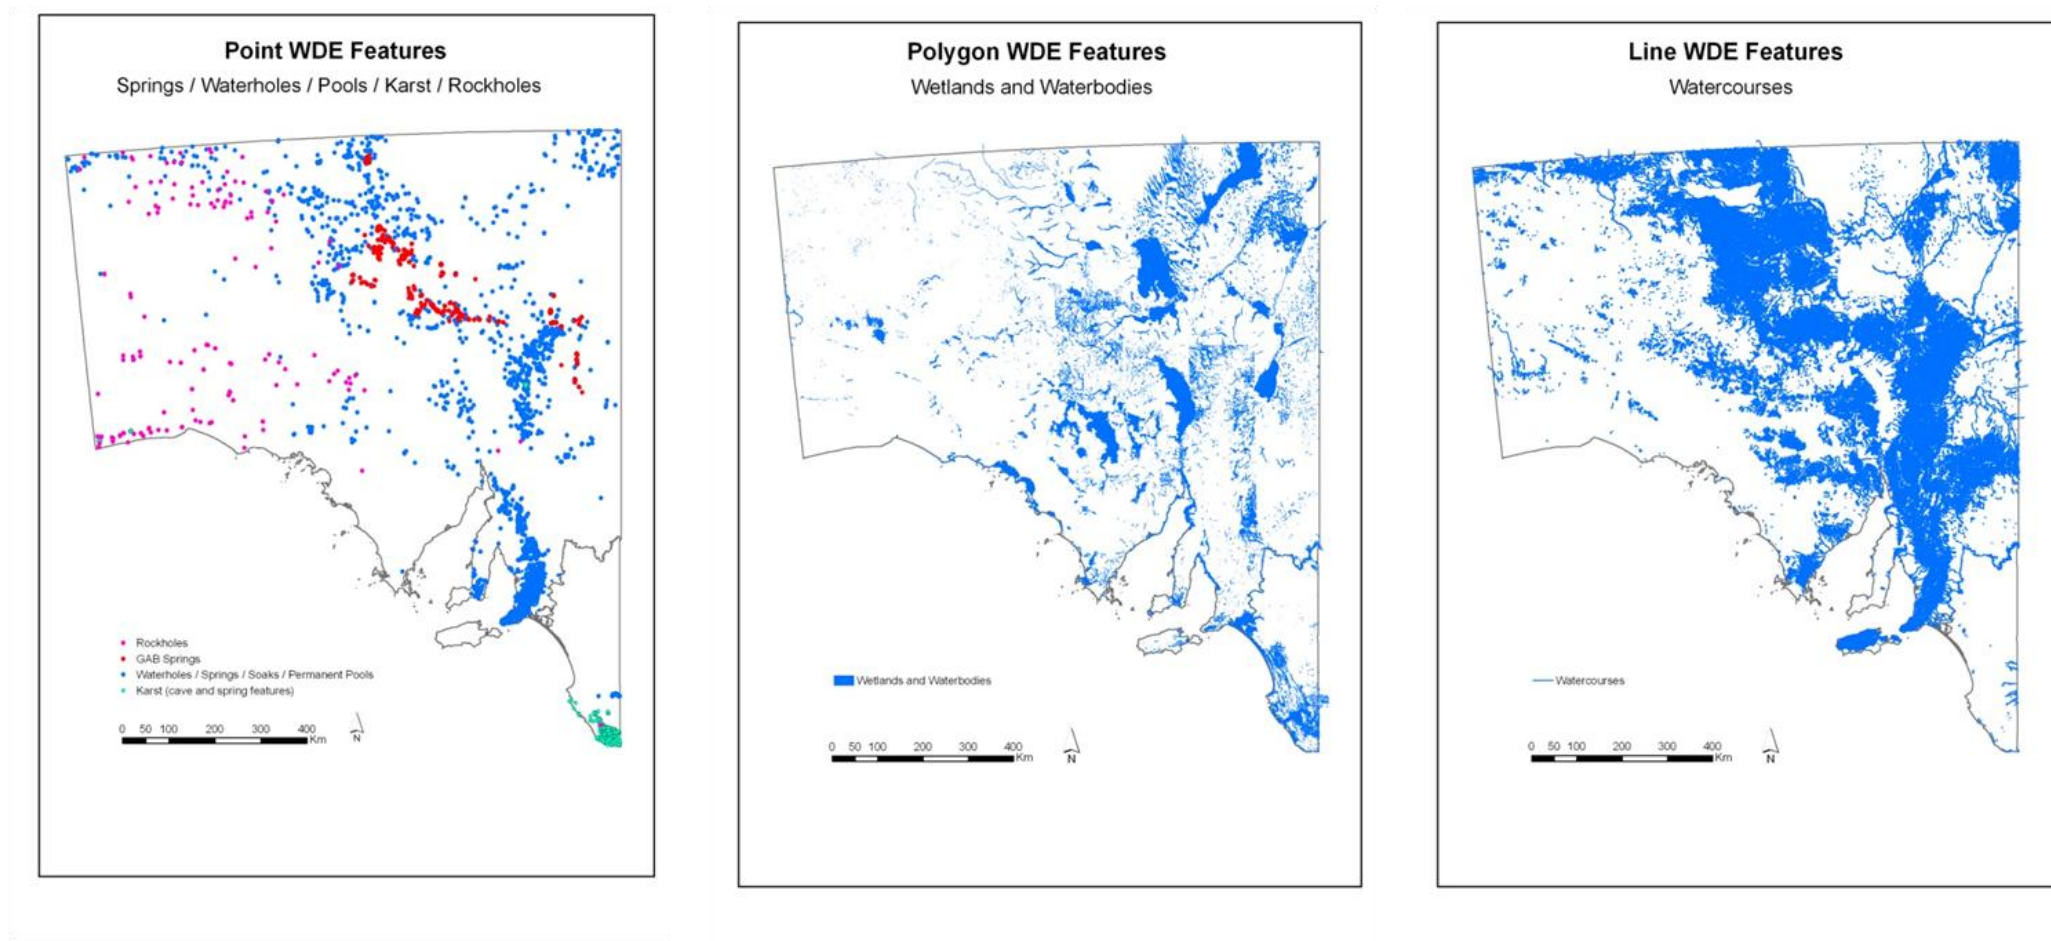 Point WDE Features
Springs / Waterholes / Pools / Karst / Rockholes
Rockholes
GAB Springs
Waterholes / Springs / Soaks / Permanent Pools
Karst (cave and spring features)
0 50 100 200 300 400
Km
N
Polygon WDE Features
Wetlands and Waterbodies
Wetlands and Waterbodies
0 50 100 200 300 400
Km
N
Line WDE Features
Watercourses
Watercourses
0 50 100 200 300 400
Km
N